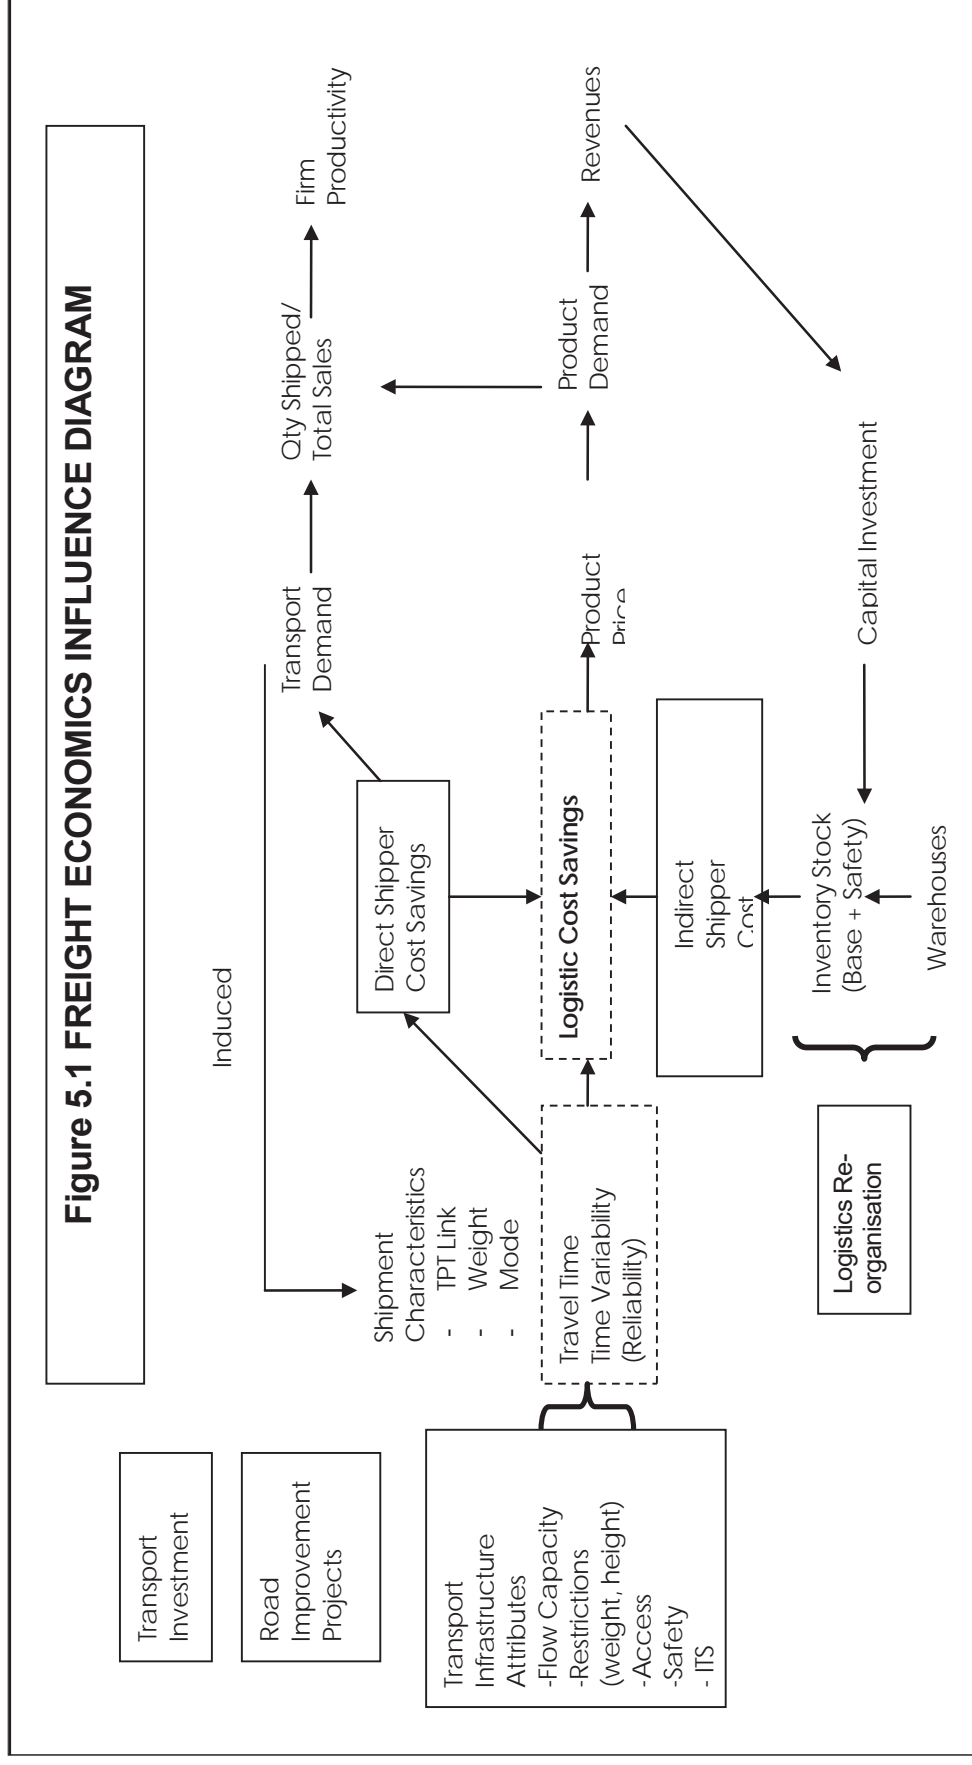 Figure 5.1 FREIGHT ECONOMICS INFLUENCE DIAGRAM
Transport
Investment
Road
Improvement
Projects
Transport
Infrastructure
Attributes
-Flow Capacity
-Restrictions
(weight, height)
-Access
-Safety
- ITS
Induced
Shipment
Characteristics
- TPT Link
- Weight
- Mode
Travel Time
Time Variability
(Reliability)
Direct Shipper
Cost Savings
Logistic Cost Savings
Indirect
Shipper
Cost
Transport
Demand
Qty Shipped/
Total Sales
Firm
Productivity
Product
Price
Product
Demand
Revenues
Capital Investment
Inventory Stock
(Base + Safety)
Warehouses
Logistics Re-
organisation